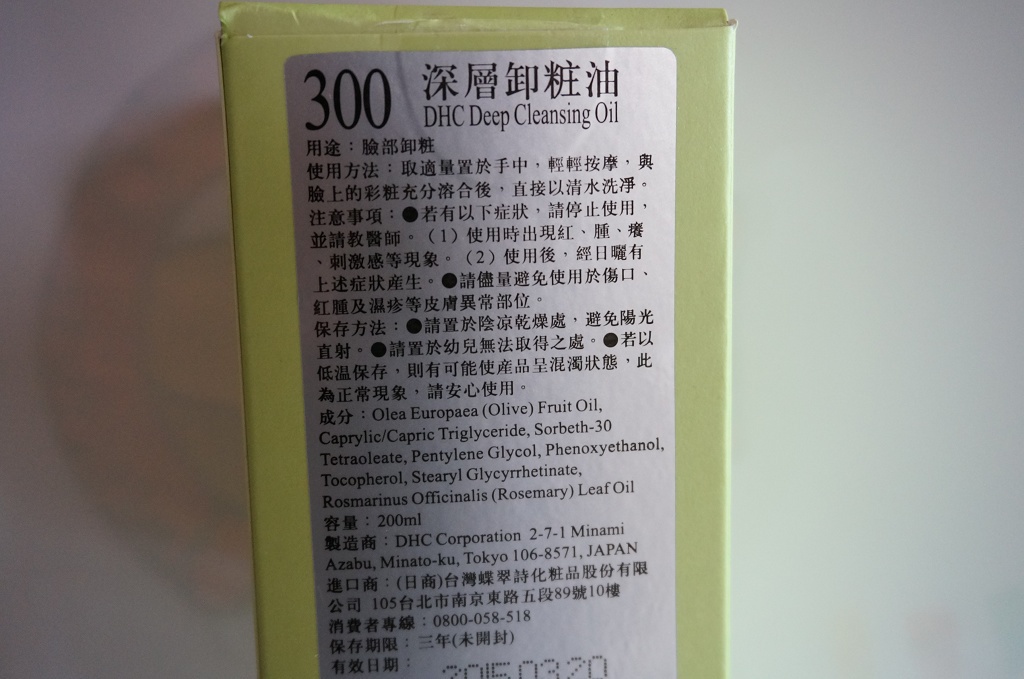 300 深層卸粧油
DHC Deep Cleansing Oil
用途：臉部卸粧
使用方法：取適量置於手中，輕輕按摩，與
臉上的彩粧充分溶合後，直接以清水洗淨。
注意事項：●若有以下症狀，請停止使用，
並請教醫師。（1）使用時出現紅、腫、癢
、刺激感等現象。（2）使用後，經日曬有
上述症狀產生。●請儘量避免使用於傷口、
紅腫及濕疹等皮膚異常部位。
保存方法：●請置於陰凉乾燥處，避免陽光
直射。●請置於幼兒無法取得之處。●若以
低温保存，則有可能使產品呈混濁狀態，此
為正常現象，請安心使用。
成分：Olea Europaea (Olive) Fruit Oil,
Caprylic/Capric Triglyceride, Sorbeth-30
Tetraoleate, Pentylene Glycol, Phenoxyethanol,
Tocopherol, Stearyl Glycyrrhetinate,
Rosmarinus Officinalis (Rosemary) Leaf Oil
容量：200ml
製造商：DHC Corporation 2-7-1 Minami
Azabu, Minato-ku, Tokyo 106-8571, JAPAN
進口商：(日商)台灣蝶翠詩化粧品股份有限
公司 105台北市南京東路五段89號10樓
消費者專線：0800-058-518
保存期限：三年(未開封)
有效日期：2015.03.20